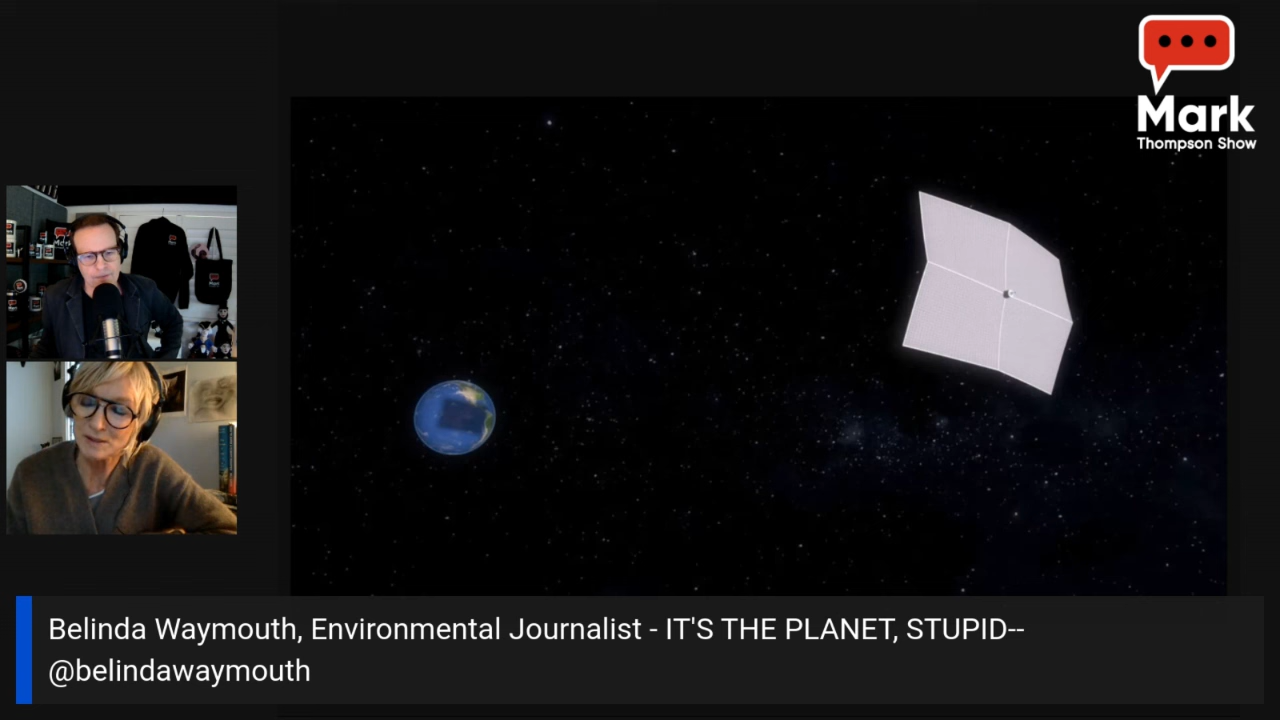 Mark
Thompson Show
Belinda Waymouth, Environmental Journalist - IT'S THE PLANET, STUPID--
@belindawaymouth